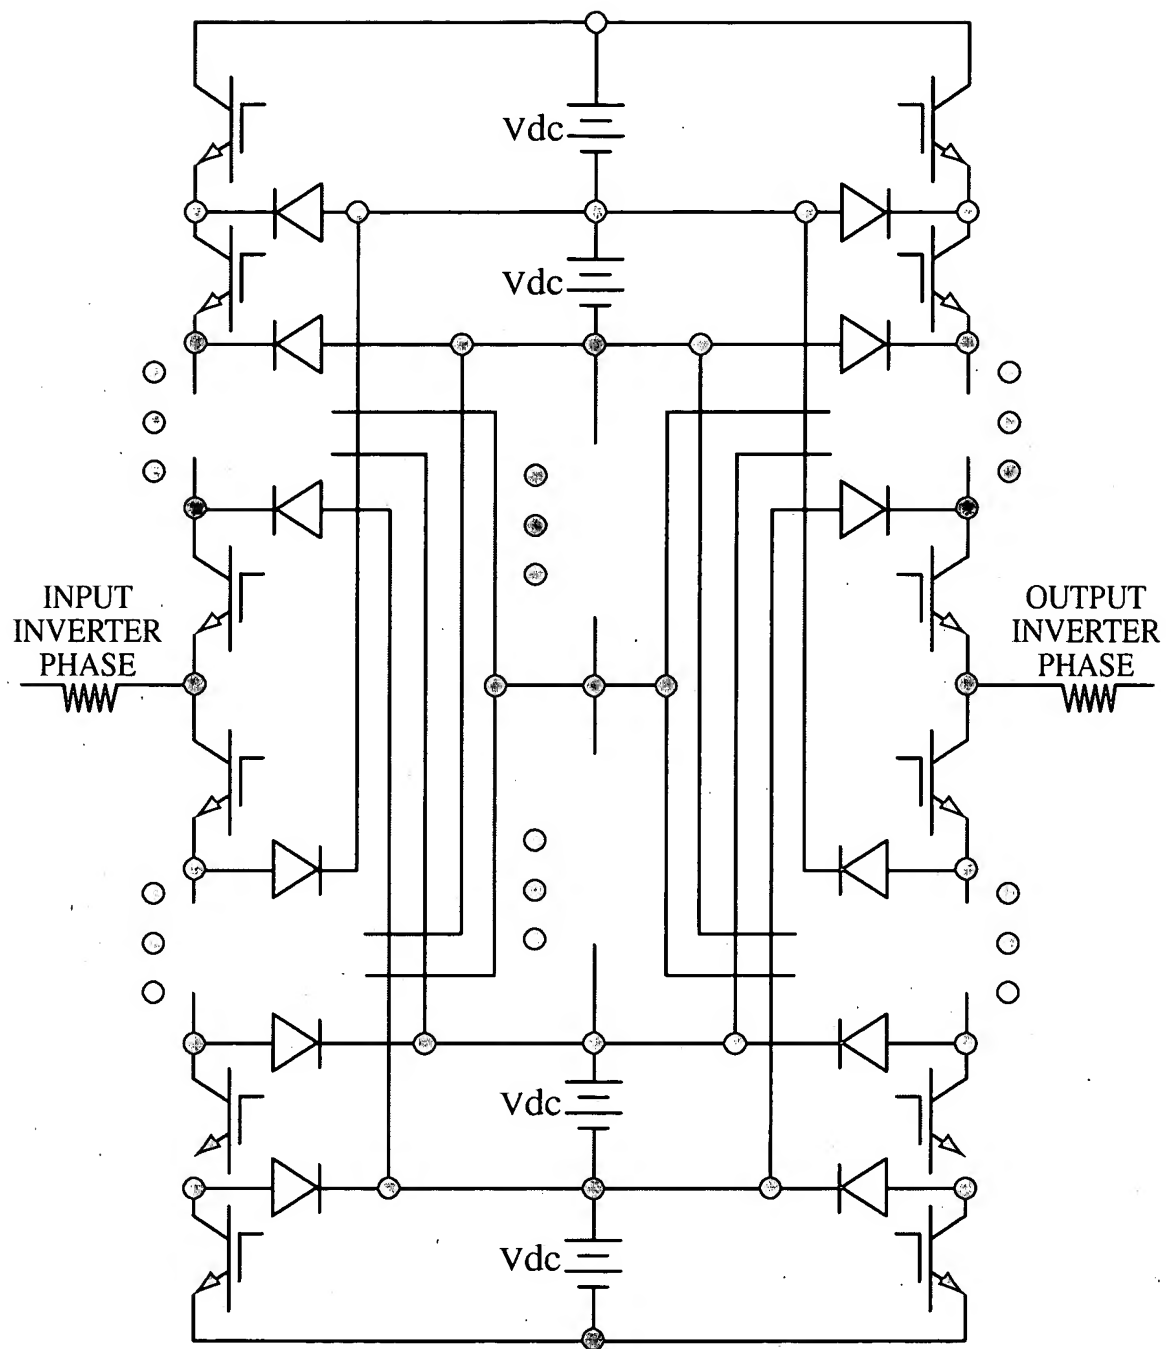 Vdc
Vdc
INPUT
INVERTER
PHASE
OUTPUT
INVERTER
PHASE
Vdc
Vdc